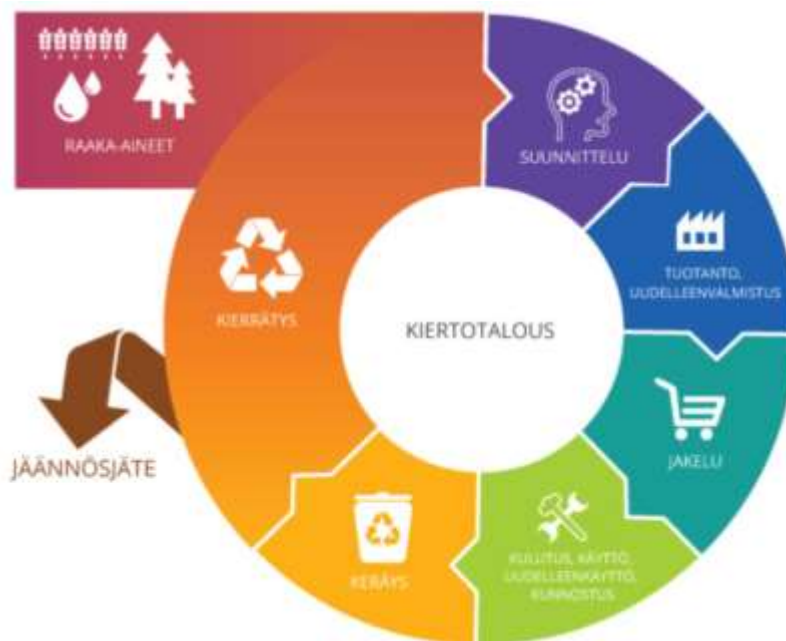 RAAKA-AINEET
SUUNNITTELU
TUOTANTO,
UUDELLEENVALMISTUS
KIERRÄTYS
KIERTOTALOUS
JAKELU
JÄÄNNÖSJÄTE
KERÄYS
KULUTUS, KÄYTTÖ,
UUDELLEENKÄYTTÖ,
KUNNOSTUS